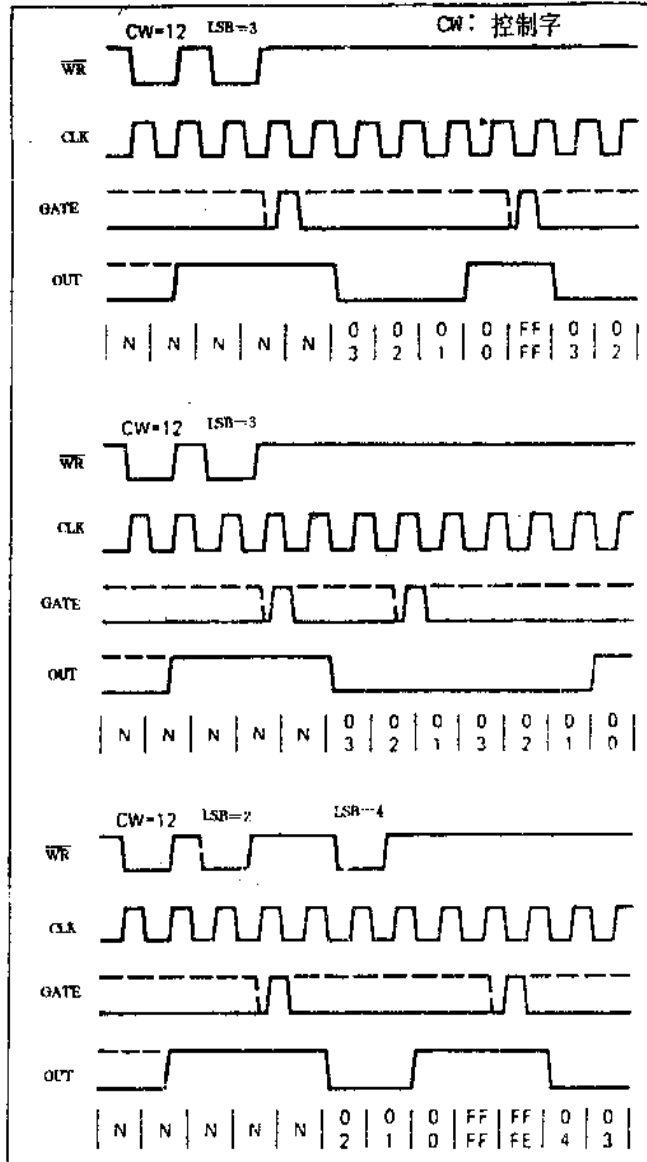 CW=12 LSB=3 CW: 控制字
WR
CLK
GATE
OUT
N N N N N 0 0 0 0 FF 0 0
3 2 1 0 FF 3 2
CW=12 LSB=3
WR
CLK
GATE
OUT
N N N N N 0 0 0 0 0 0 0
3 2 1 3 2 1 0
CW=12 LSB=2 LSB=4
WR
CLK
GATE
OUT
N N N N N 0 0 0 FF FF 0 0
2 1 0 FF FE 4 3